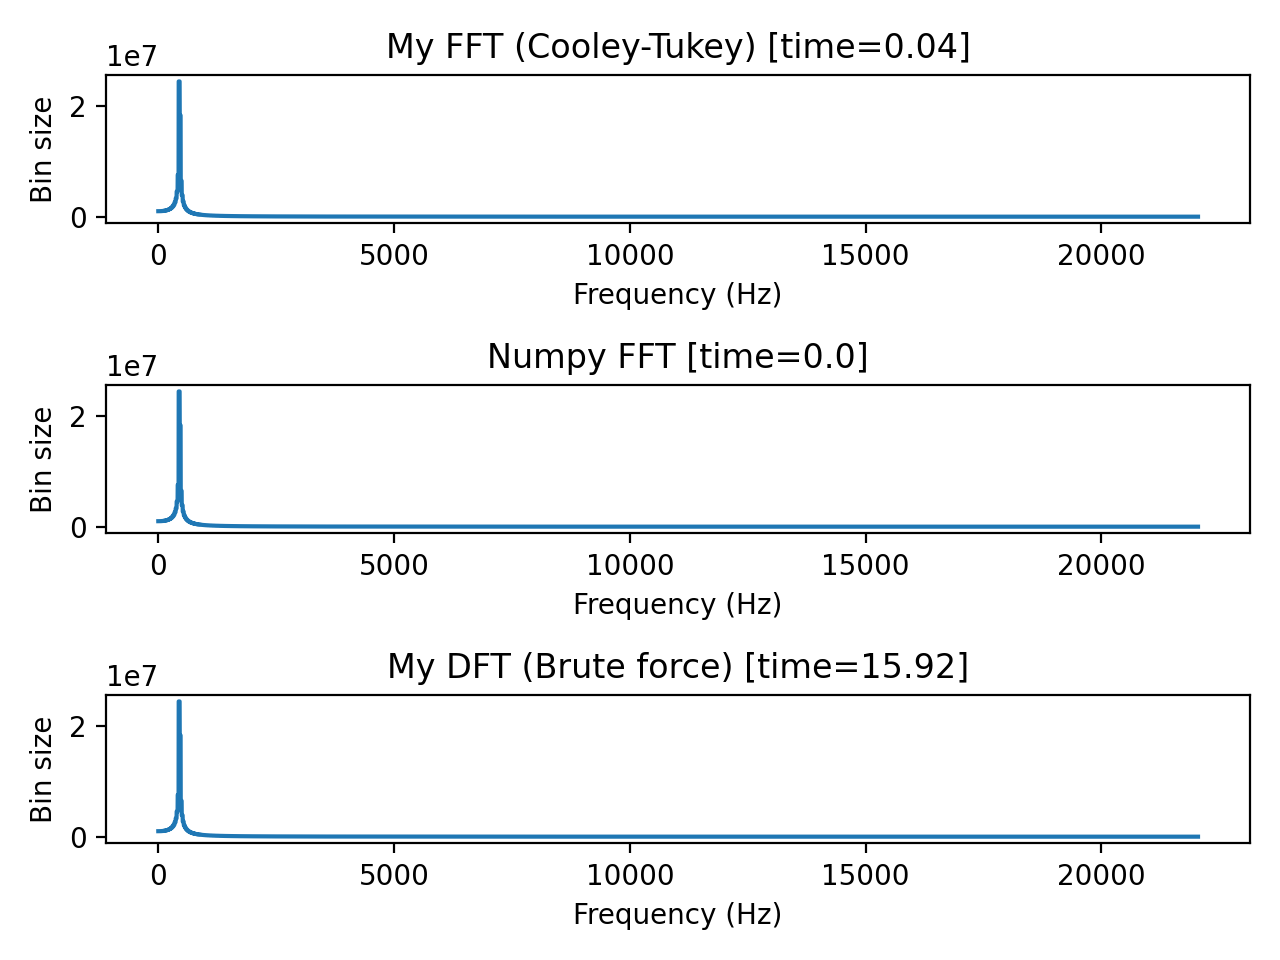 My FFT (Cooley-Tukey) [time=0.04]
1e7
Bin size
2
0
0 5000 10000 15000 20000
Frequency (Hz)
Numpy FFT [time=0.0]
1e7
Bin size
2
0
0 5000 10000 15000 20000
Frequency (Hz)
My DFT (Brute force) [time=15.92]
1e7
Bin size
2
0
0 5000 10000 15000 20000
Frequency (Hz)